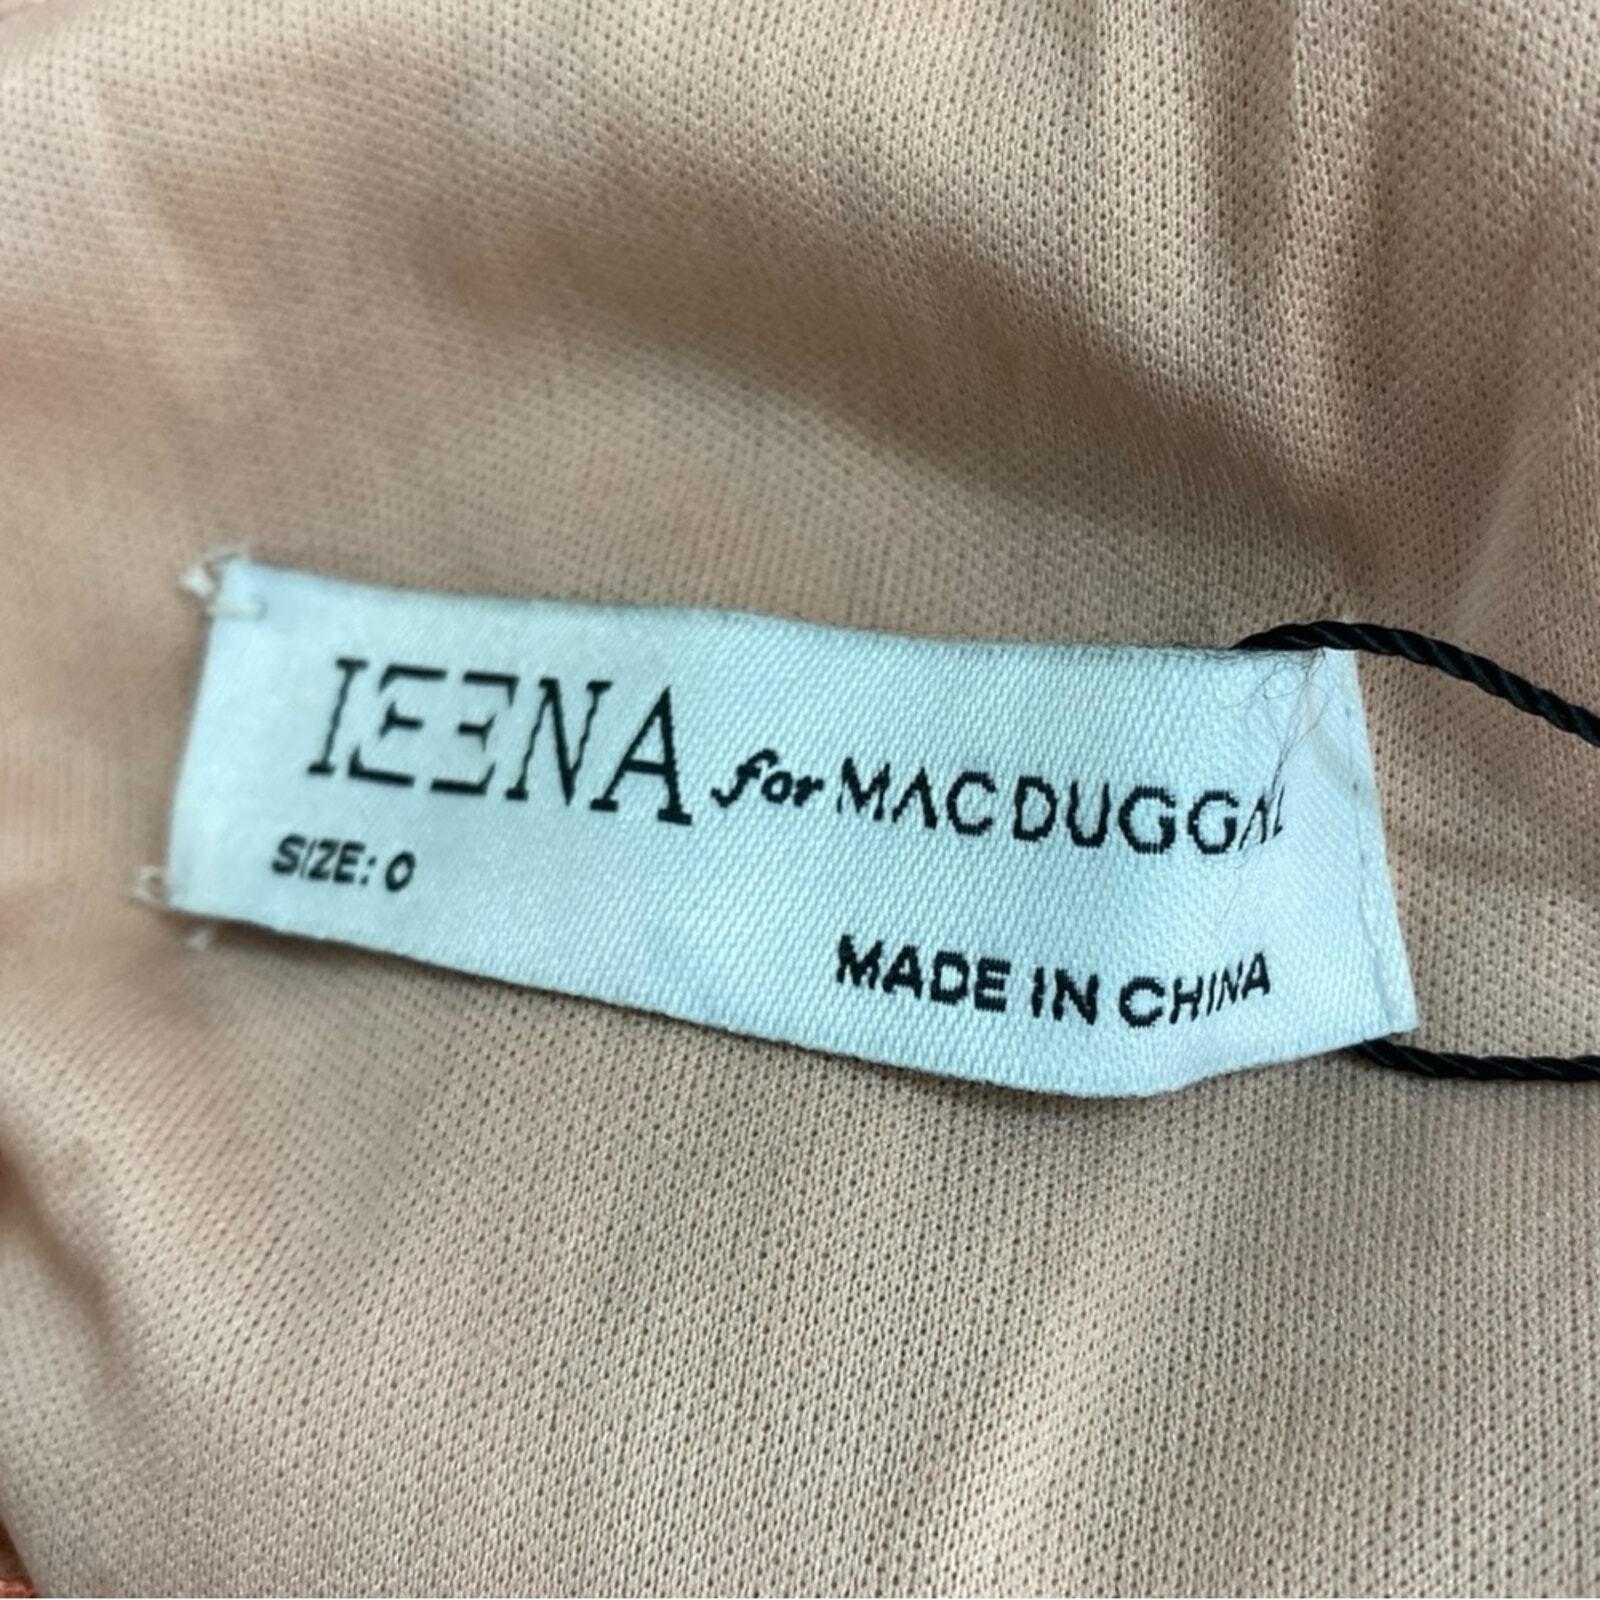 IEENA for MAC DUGGAL
SIZE: 0
MADE IN CHINA